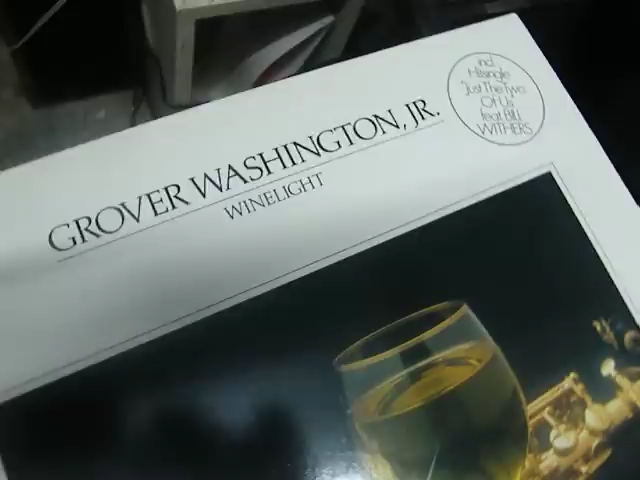 GROVER WASHINGTON, JR.
WINELIGHT
incl.
Hitsingle
"Just The Two
Of Us"
feat. BILL
WITHERS